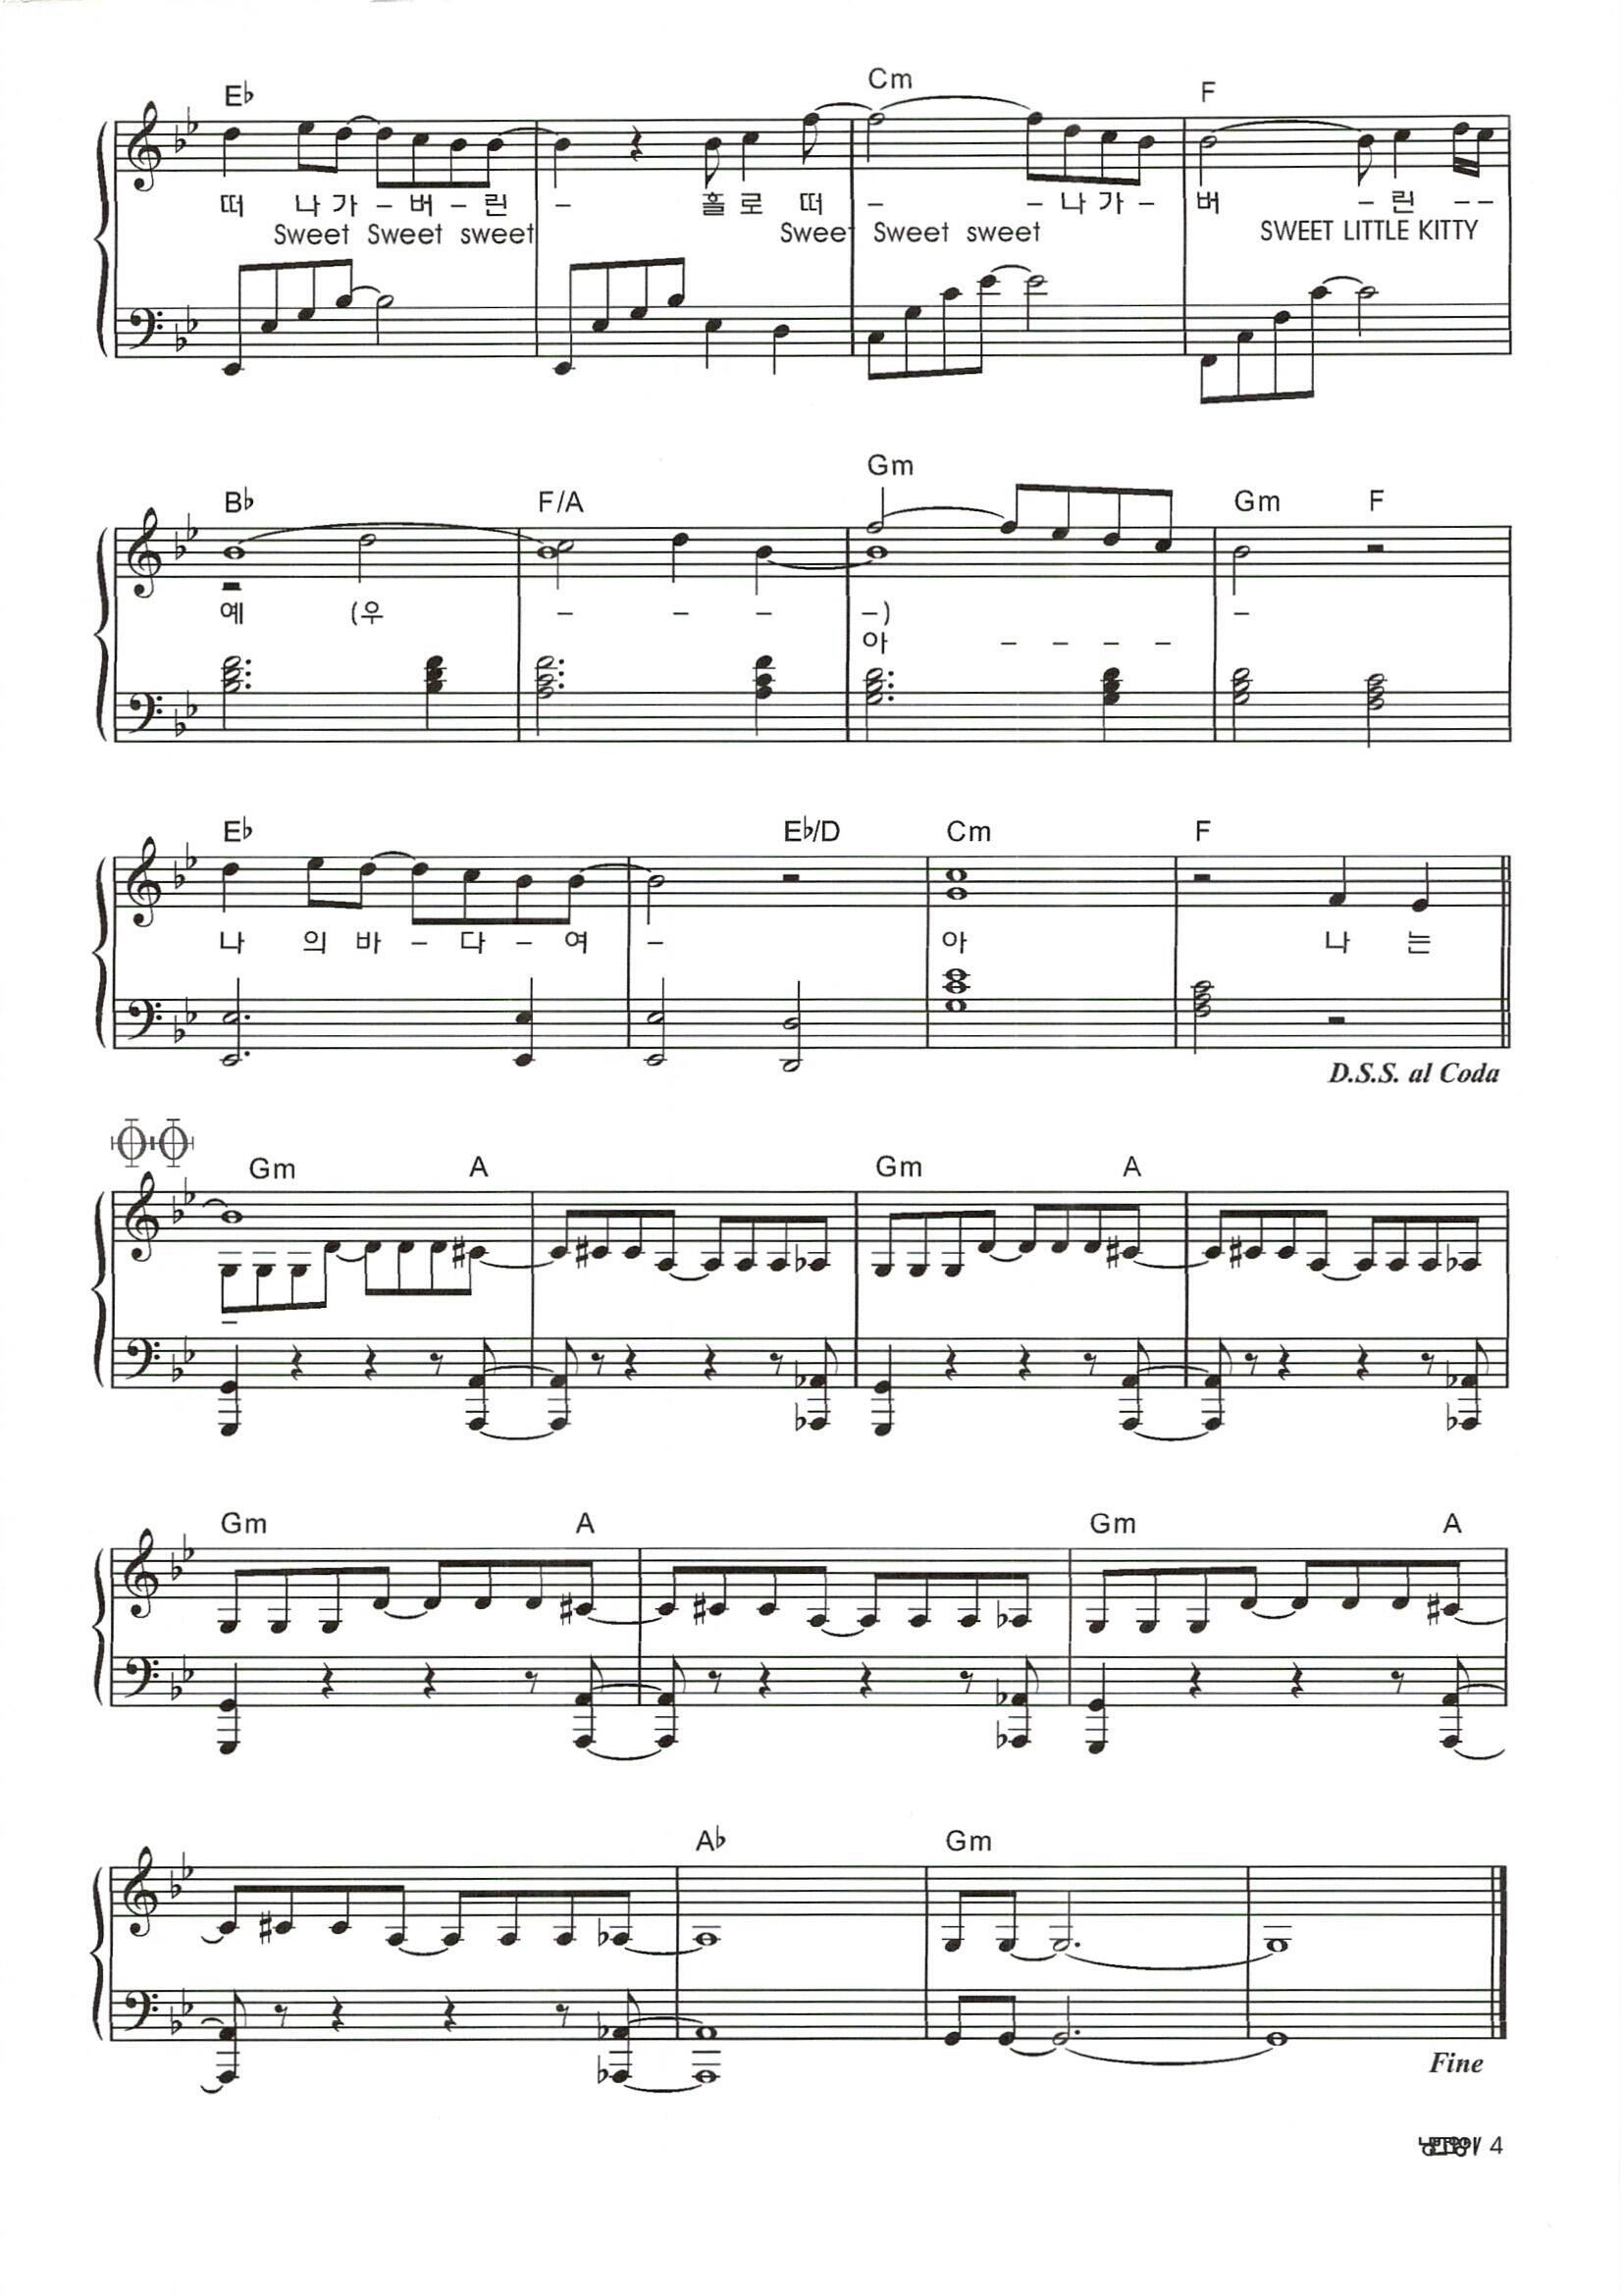 E♭ Cm F
떠 나 가 - 버 - 린 - 홀 로 떠 - - 나 가 - 버 - 린 - -
Sweet Sweet sweet Sweet Sweet sweet SWEET LITTLE KITTY
B♭ F/A Gm Gm F
예 (우 - - - -) -
아 - - - -
E♭ E♭/D Cm F
나 의 바 - 다 - 여 - 아 나 는
D.S.S. al Coda
Gm A Gm A
-
Gm A Gm A
A♭ Gm
Fine
/ 4